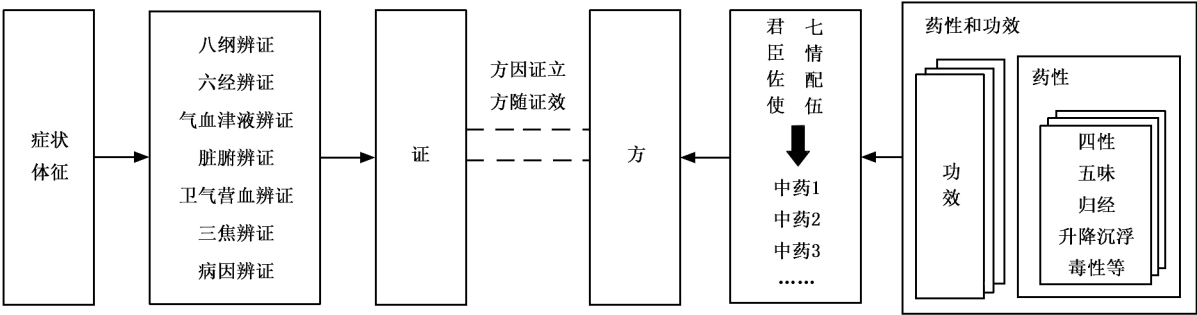 症状
体征
八纲辨证
六经辨证
气血津液辨证
脏腑辨证
卫气营血辨证
三焦辨证
病因辨证
证
方因证立
方随证效
方
君臣佐使
七情配伍
中药1
中药2
中药3
……
药性和功效
功效
药性
四性
五味
归经
升降沉浮
毒性等